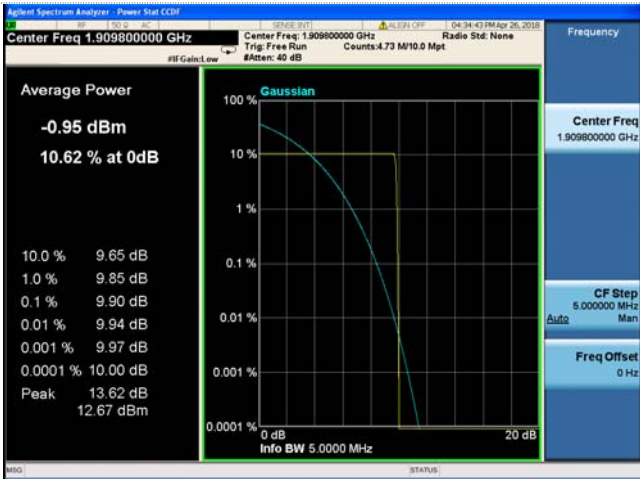 Agilent Spectrum Analyzer - Power Stat CCDF
RF 50 Ω AC SENSE:INT ALIGN OFF 04:34:43 PM Apr 26, 2018
Center Freq 1.909800000 GHz
Center Freq: 1.909800000 GHz Radio Std: None
Trig: Free Run Counts:4.73 M/10.0 Mpt
#IFGain:Low #Atten: 40 dB
Frequency
Average Power
-0.95 dBm
10.62 % at 0dB
10.0 % 9.65 dB
1.0 % 9.85 dB
0.1 % 9.90 dB
0.01 % 9.94 dB
0.001 % 9.97 dB
0.0001 % 10.00 dB
Peak 13.62 dB
12.67 dBm
Gaussian
100 %
10 %
1 %
0.1 %
0.01 %
0.001 %
0.0001 %
0 dB 20 dB
Info BW 5.0000 MHz
Center Freq
1.909800000 GHz
CF Step
5.000000 MHz
Auto Man
Freq Offset
0 Hz
MSG STATUS